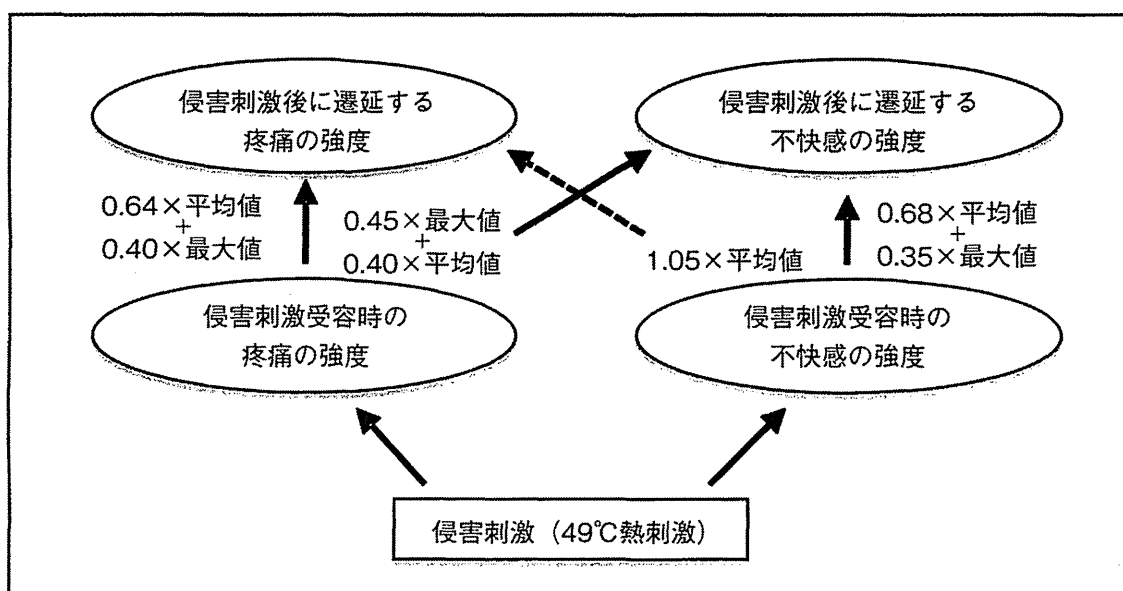 侵害刺激後に遷延する
疼痛の強度
侵害刺激後に遷延する
不快感の強度
0.64×平均値
+
0.40×最大値
0.45×最大値
+
0.40×平均値
1.05×平均値
0.68×平均値
+
0.35×最大値
侵害刺激受容時の
疼痛の強度
侵害刺激受容時の
不快感の強度
侵害刺激（49℃熱刺激）